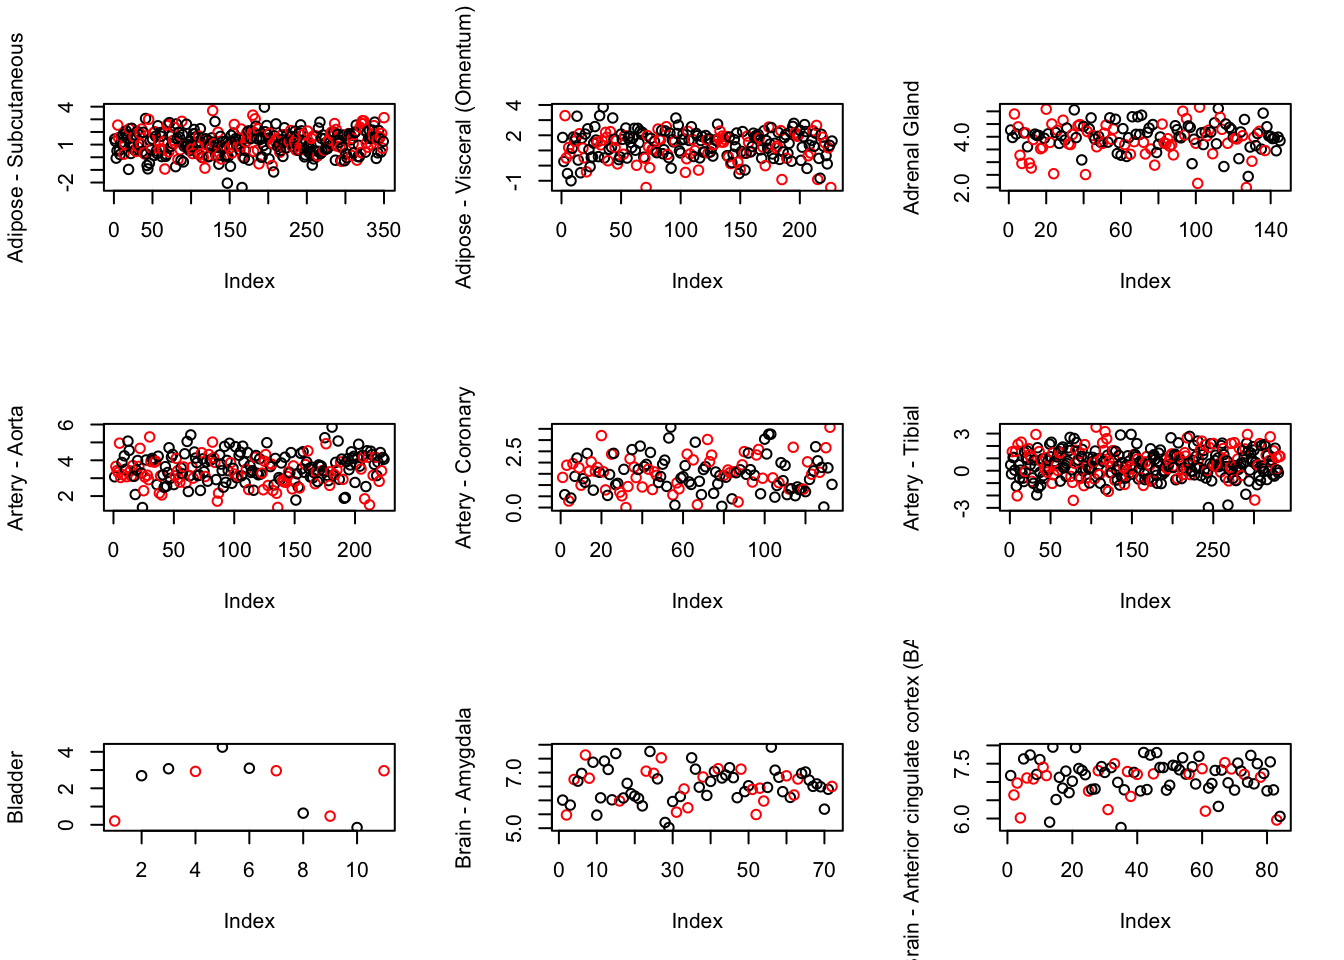 Adipose - Subcutaneous
4
1
-2
0 50 150 250 350
Index
Adipose - Visceral (Omentum)
4
2
-1
0 50 100 150 200
Index
Adrenal Gland
4.0
2.0
0 20 60 100 140
Index
Artery - Aorta
6
4
2
0 50 100 150 200
Index
Artery - Coronary
2.5
0.0
0 20 60 100
Index
Artery - Tibial
3
0
-3
0 50 150 250
Index
Bladder
4
2
0
2 4 6 8 10
Index
Brain - Amygdala
7.0
5.0
0 10 30 50 70
Index
rain - Anterior cingulate cortex (BA
7.5
6.0
0 20 40 60 80
Index